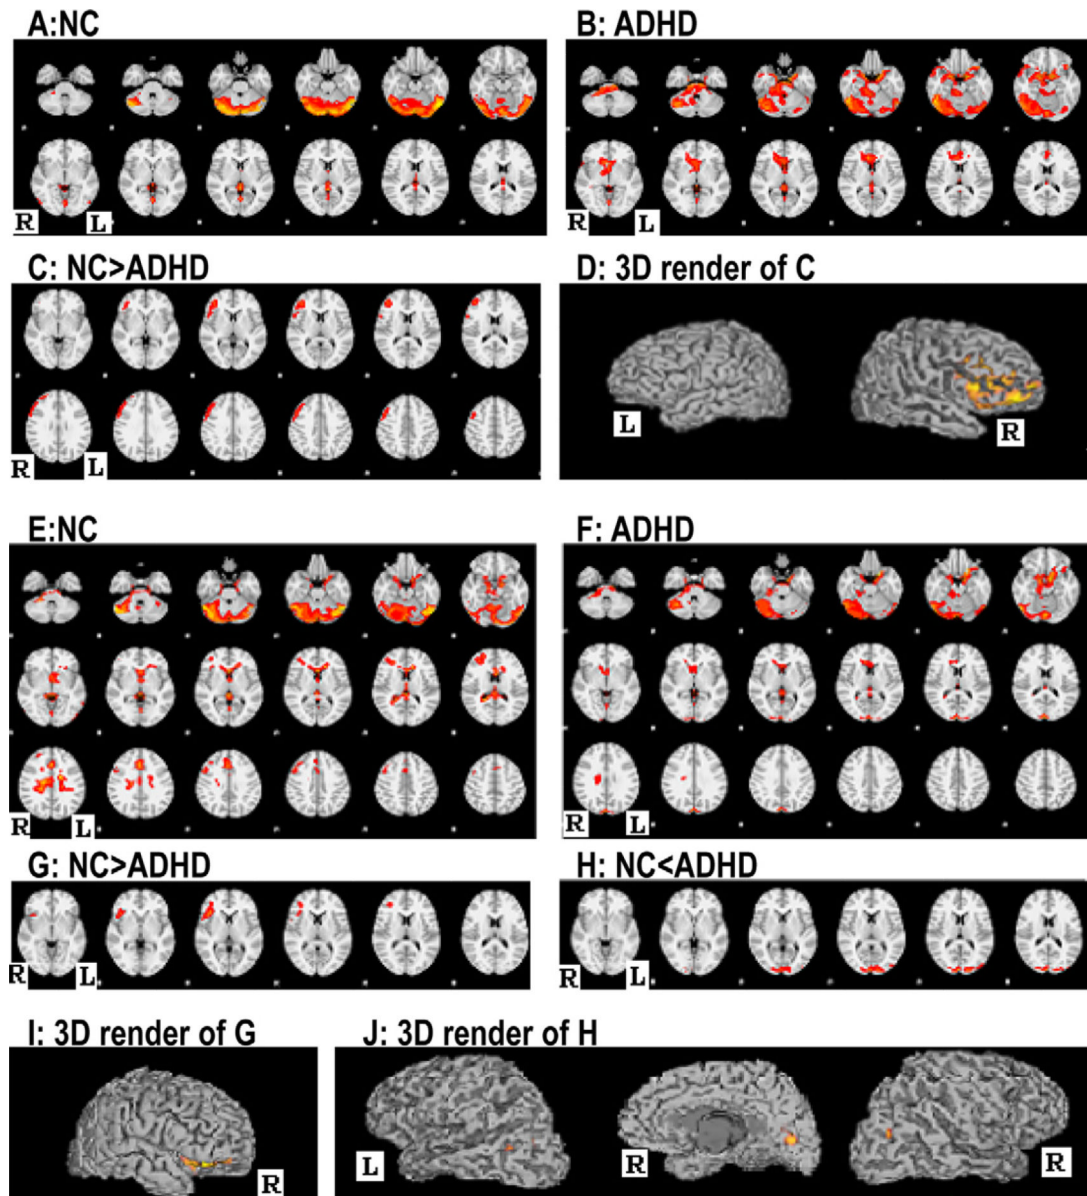 A:NC
B: ADHD
R L
R L
C: NC>ADHD
D: 3D render of C
R L
L R
E:NC
F: ADHD
R L
R L
G: NC>ADHD
H: NC<ADHD
R L
R L
I: 3D render of G
J: 3D render of H
R
L R R